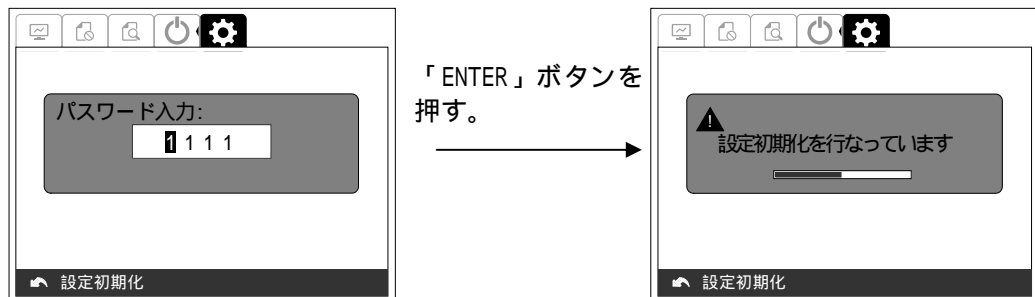 パスワード入力:
1 1 1 1
設定初期化
「ENTER」ボタンを
押す。
!
設定初期化を行なっています
設定初期化